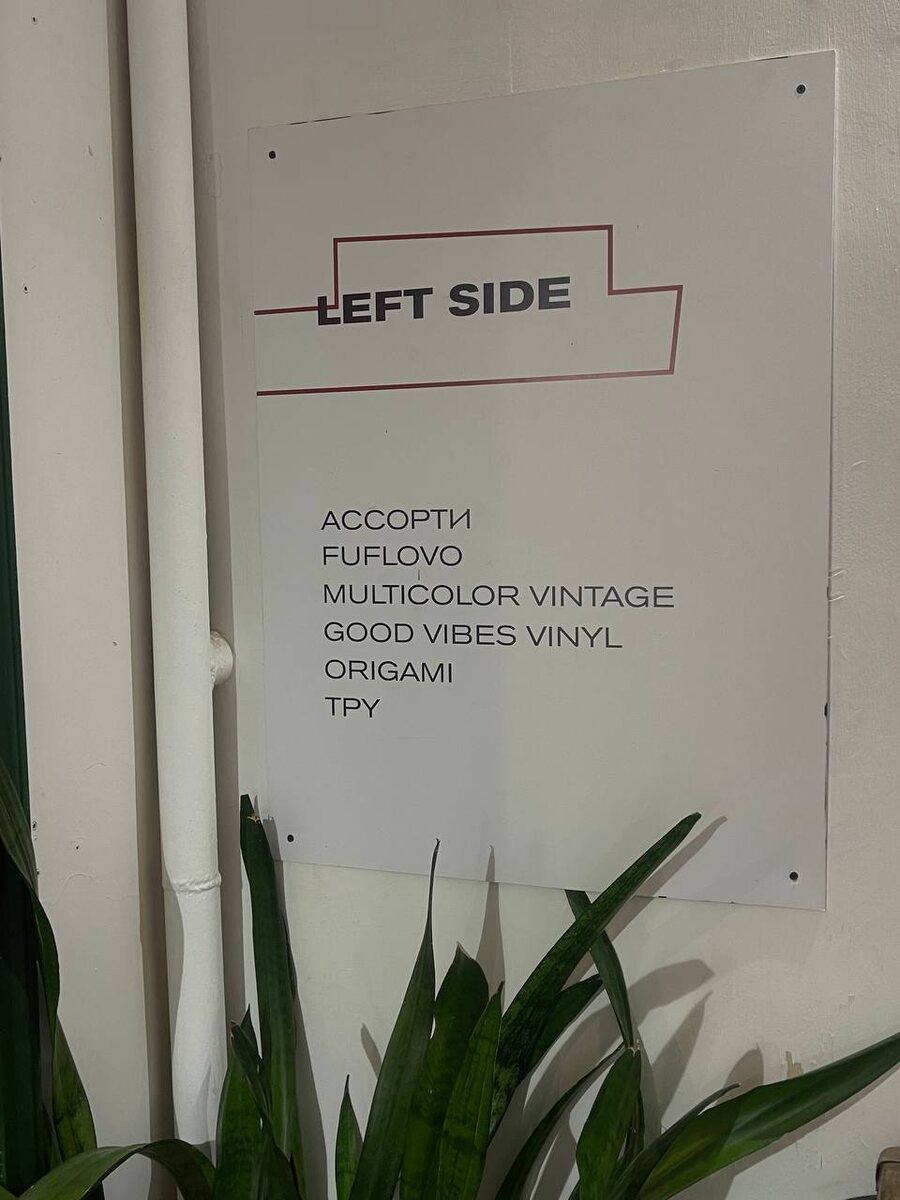 LEFT SIDE
АССОРТИ
FUFLOVO
MULTICOLOR VINTAGE
GOOD VIBES VINYL
ORIGAMI
ТРУ